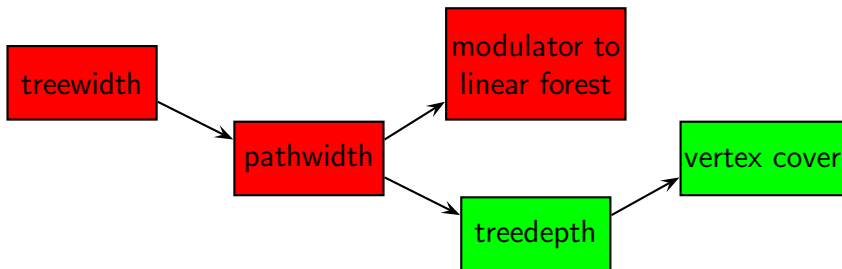 treewidth
pathwidth
modulator to
linear forest
treedepth
vertex cover